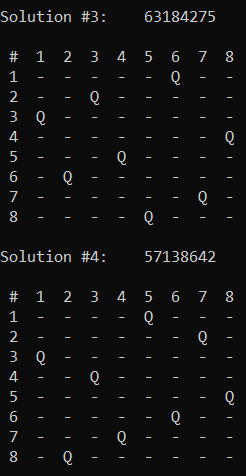 Solution #3:    63184275
#  1  2  3  4  5  6  7  8
1  -  -  -  -  -  Q  -  -
2  -  -  Q  -  -  -  -  -
3  Q  -  -  -  -  -  -  -
4  -  -  -  -  -  -  -  Q
5  -  -  -  Q  -  -  -  -
6  -  Q  -  -  -  -  -  -
7  -  -  -  -  -  -  Q  -
8  -  -  -  -  Q  -  -  -
Solution #4:    57138642
#  1  2  3  4  5  6  7  8
1  -  -  -  -  Q  -  -  -
2  -  -  -  -  -  -  Q  -
3  Q  -  -  -  -  -  -  -
4  -  -  Q  -  -  -  -  -
5  -  -  -  -  -  -  -  Q
6  -  -  -  -  -  Q  -  -
7  -  -  -  Q  -  -  -  -
8  -  Q  -  -  -  -  -  -